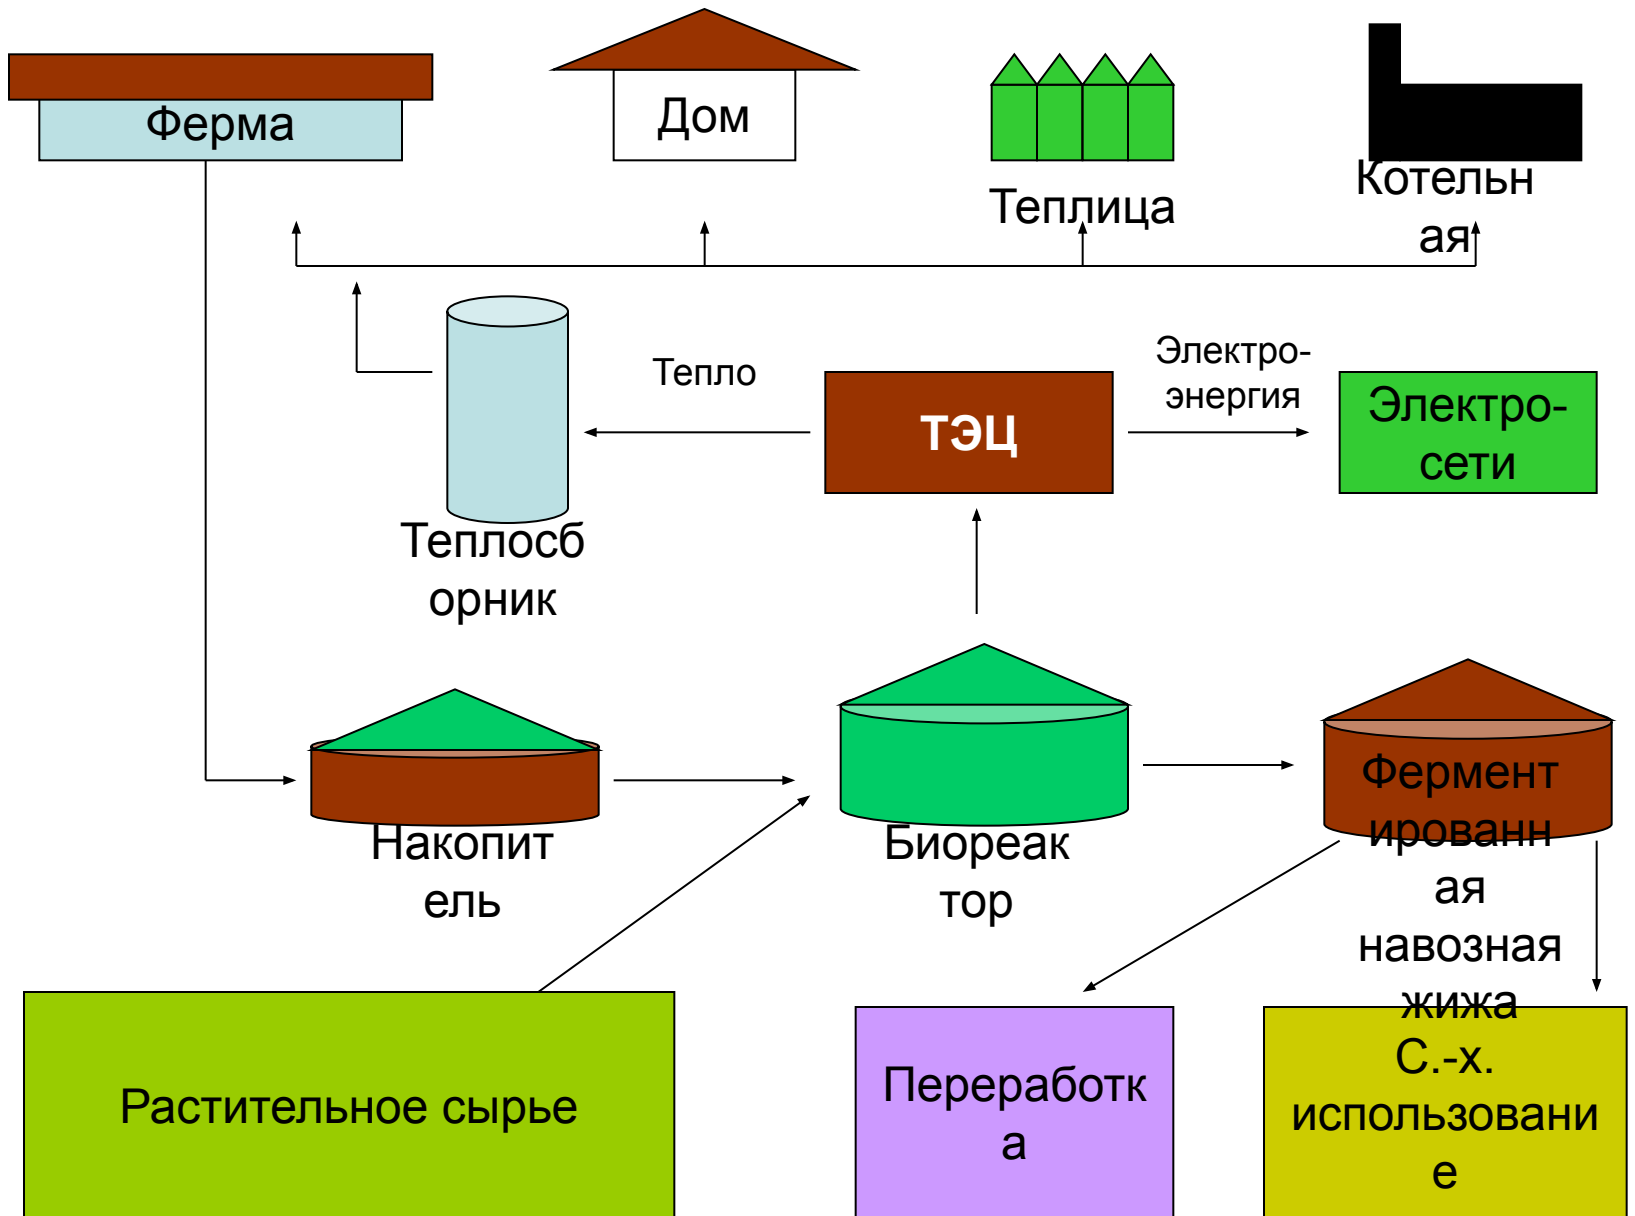 Ферма
Дом
Теплица
Котельн
ая
Тепло
Электро-
энергия
ТЭЦ
Электро-
сети
Теплосб
орник
Накопит
ель
Биореак
тор
Фермент
ированн
ая
навозная
жижа
Растительное сырье
Переработк
а
С.-х.
использовани
е